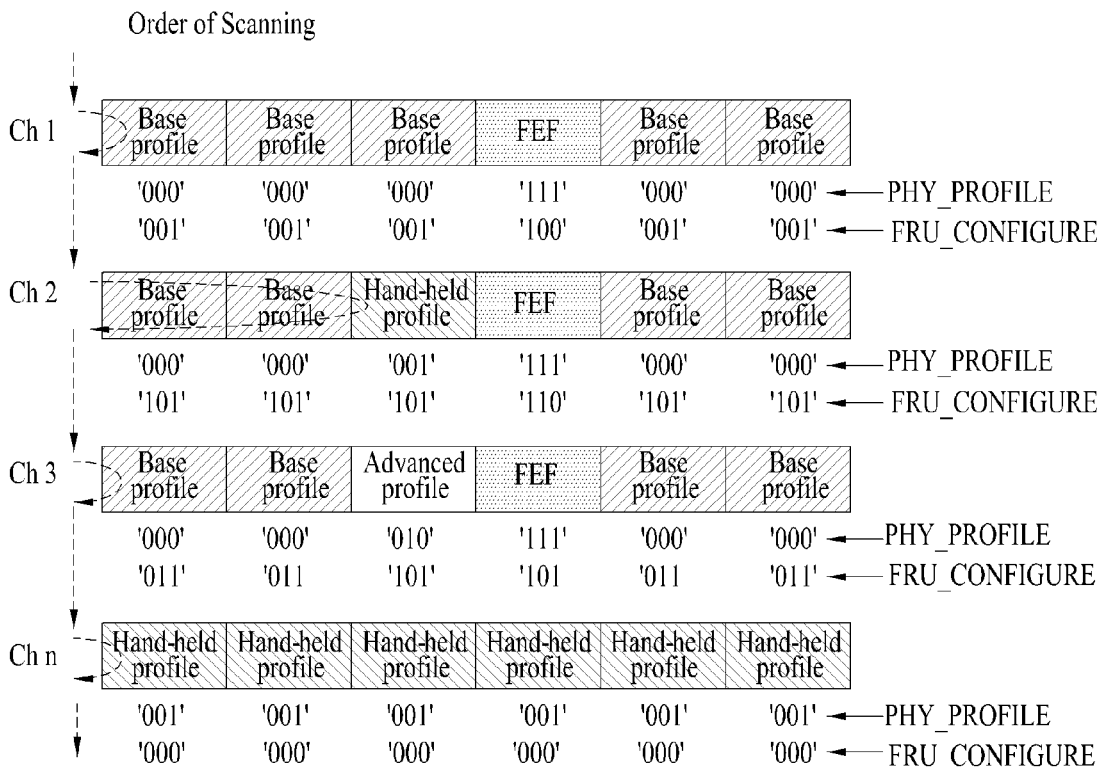 Order of Scanning
Ch 1
Base profile Base profile Base profile FEF Base profile Base profile
'000' '000' '000' '111' '000' '000' PHY_PROFILE
'001' '001' '001' '100' '001' '001' FRU_CONFIGURE
Ch 2
Base profile Base profile Hand-held profile FEF Base profile Base profile
'000' '000' '001' '111' '000' '000' PHY_PROFILE
'101' '101' '101' '110' '101' '101' FRU_CONFIGURE
Ch 3
Base profile Base profile Advanced profile FEF Base profile Base profile
'000' '000' '010' '111' '000' '000' PHY_PROFILE
'011' '011 '101' '101 '011 '011' FRU_CONFIGURE
Ch n
Hand-held profile Hand-held profile Hand-held profile Hand-held profile Hand-held profile Hand-held profile
'001' '001' '001' '001' '001' '001' PHY_PROFILE
'000' '000' '000' '000' '000' '000' FRU_CONFIGURE